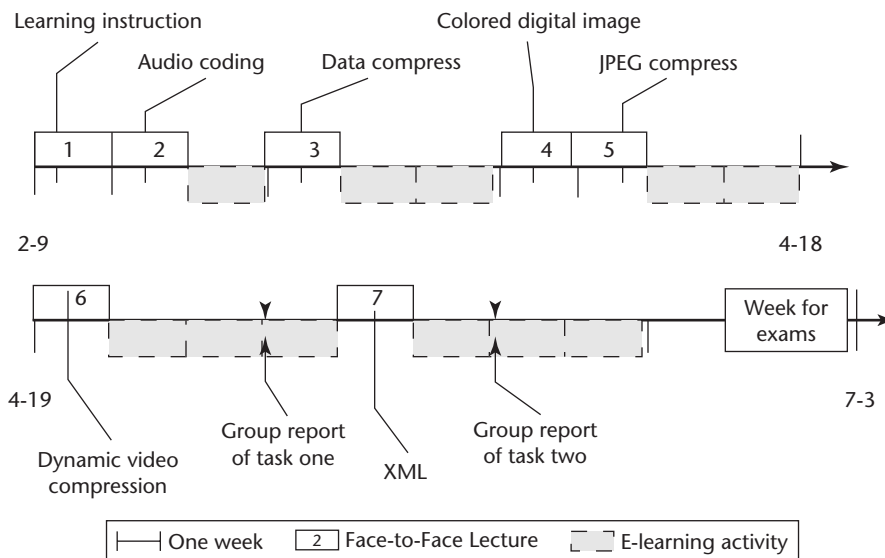 Learning instruction
Colored digital image
Audio coding
Data compress
JPEG compress
1
2
3
4
5
2-9
4-18
6
7
Week for
exams
4-19
7-3
Dynamic video
compression
Group report
of task one
XML
Group report
of task two
One week
2
Face-to-Face Lecture
E-learning activity